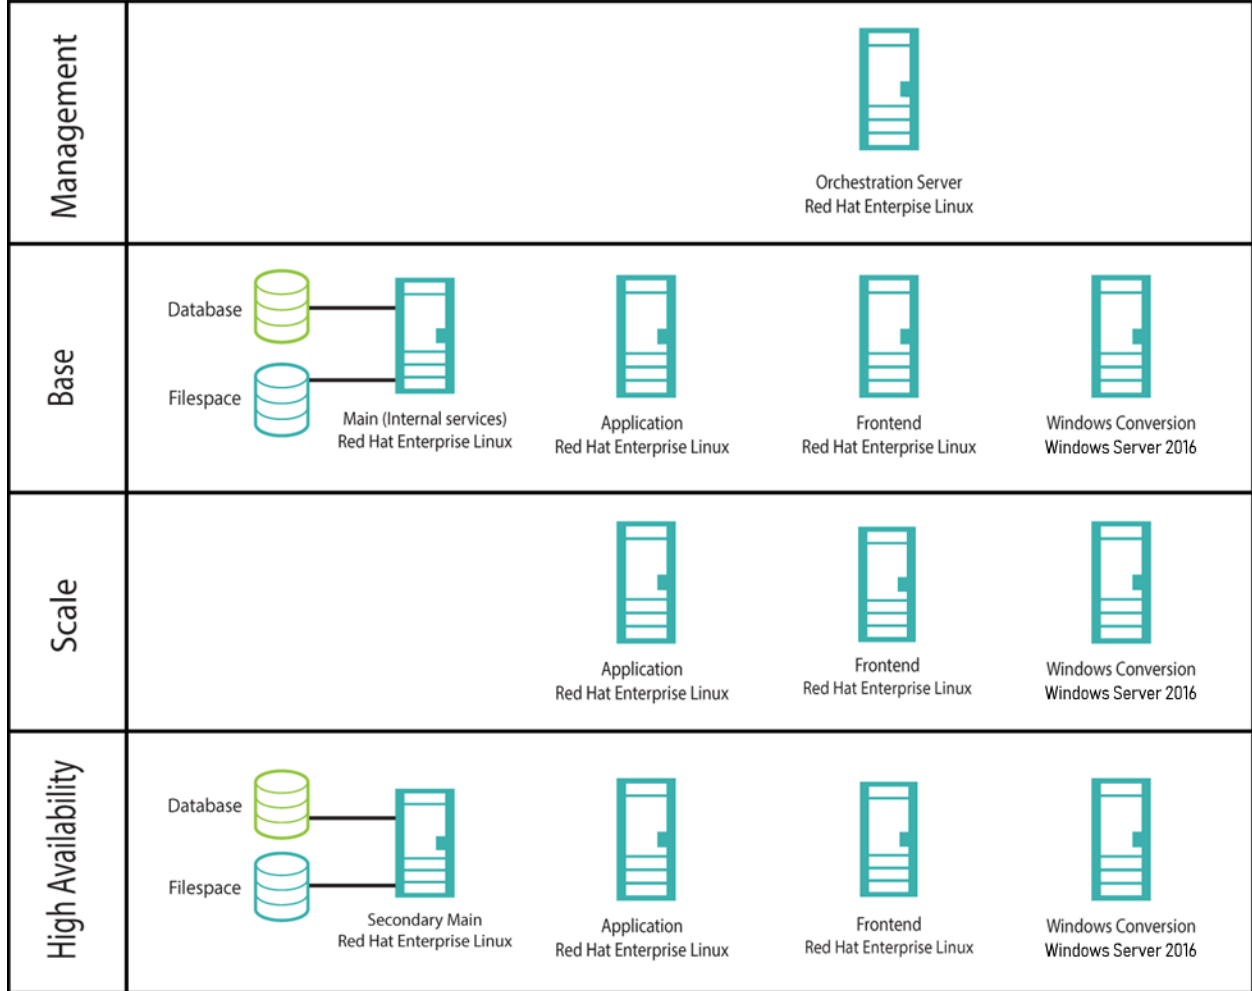 Management
Orchestration Server
Red Hat Enterpise Linux
Base
Database
Filespace
Main (Internal services)
Red Hat Enterprise Linux
Application
Red Hat Enterprise Linux
Frontend
Red Hat Enterprise Linux
Windows Conversion
Windows Server 2016
Scale
Application
Red Hat Enterprise Linux
Frontend
Red Hat Enterprise Linux
Windows Conversion
Windows Server 2016
High Availability
Database
Filespace
Secondary Main
Red Hat Enterprise Linux
Application
Red Hat Enterprise Linux
Frontend
Red Hat Enterprise Linux
Windows Conversion
Windows Server 2016